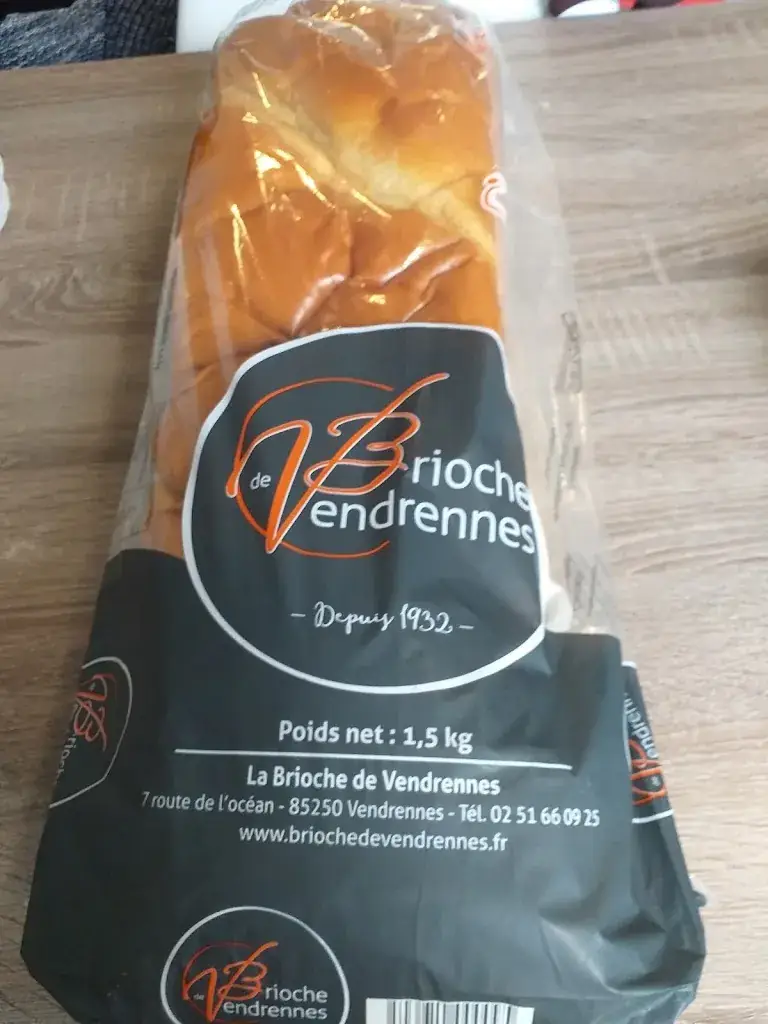 de Brioche
Vendrennes
- Depuis 1932 -
Poids net : 1,5 kg
La Brioche de Vendrennes
7 route de l'océan - 85250 Vendrennes - Tél. 02 51 66 09 25
www.briochedevendrennes.fr
de Brioche
Vendrennes